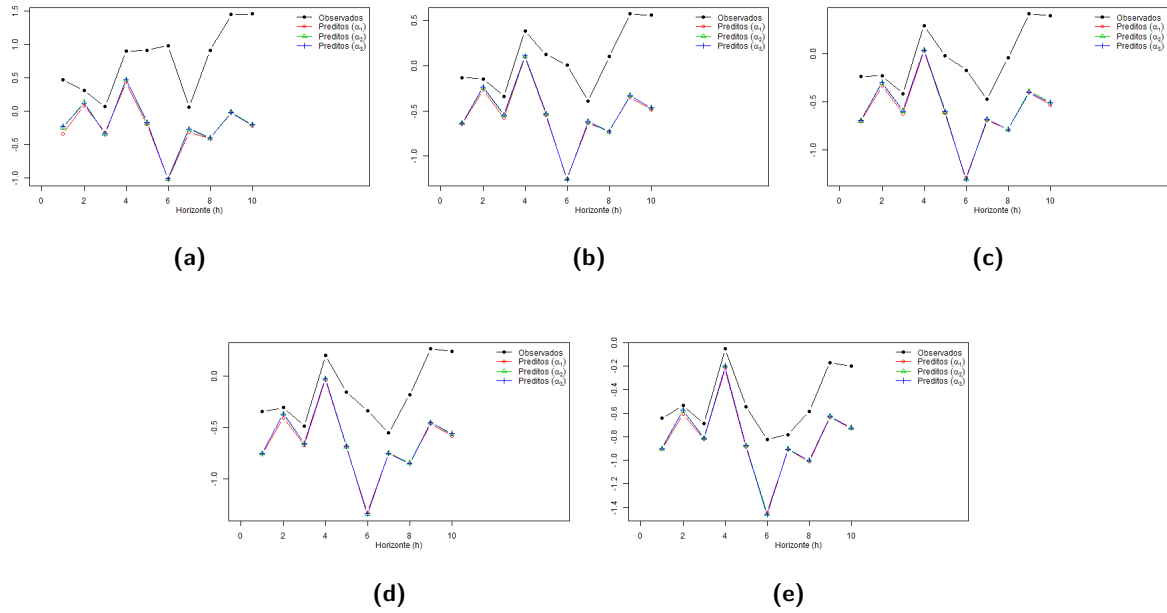 1.5
1.0
0.5
0.0
-1.0
0
2
4
6
8
10
Horizonte (h)
Observados
Preditos (α₁)
Preditos (α₂)
Preditos (α₃)
(a)
0.5
0.0
-0.5
-1.0
0
2
4
6
8
10
Horizonte (h)
Observados
Preditos (α₁)
Preditos (α₂)
Preditos (α₃)
(b)
0.0
-0.5
-1.0
0
2
4
6
8
10
Horizonte (h)
Observados
Preditos (α₁)
Preditos (α₂)
Preditos (α₃)
(c)
0.0
-0.5
-1.0
0
2
4
6
8
10
Horizonte (h)
Observados
Preditos (α₁)
Preditos (α₂)
Preditos (α₃)
(d)
0.0
-0.2
-0.4
-0.6
-0.8
-1.0
-1.2
-1.4
0
2
4
6
8
10
Horizonte (h)
Observados
Preditos (α₁)
Preditos (α₂)
Preditos (α₃)
(e)